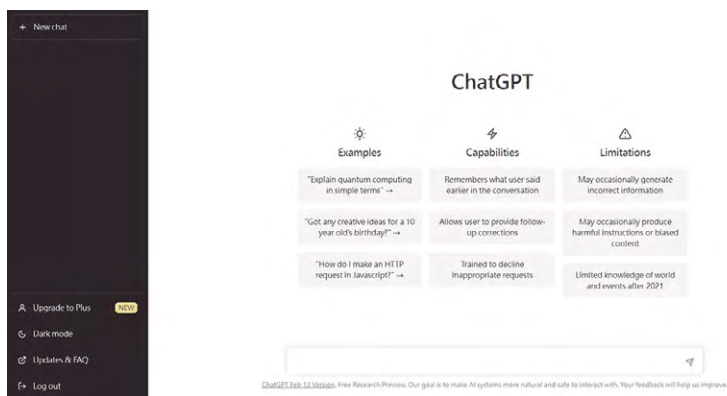 + New chat
ChatGPT
Examples
"Explain quantum computing
in simple terms" →
"Got any creative ideas for a 10
year old's birthday?" →
"How do I make an HTTP
request in Javascript?" →
Capabilities
Remembers what user said
earlier in the conversation
Allows user to provide follow-
up corrections
Trained to decline
inappropriate requests
Limitations
May occasionally generate
incorrect information
May occasionally produce
harmful instructions or biased
content
Limited knowledge of world
and events after 2021
Upgrade to Plus NEW
Dark mode
Updates & FAQ
Log out
ChatGPT Feb 13 Version. Free Research Preview. Our goal is to make AI systems more natural and safe to interact with. Your feedback will help us improve